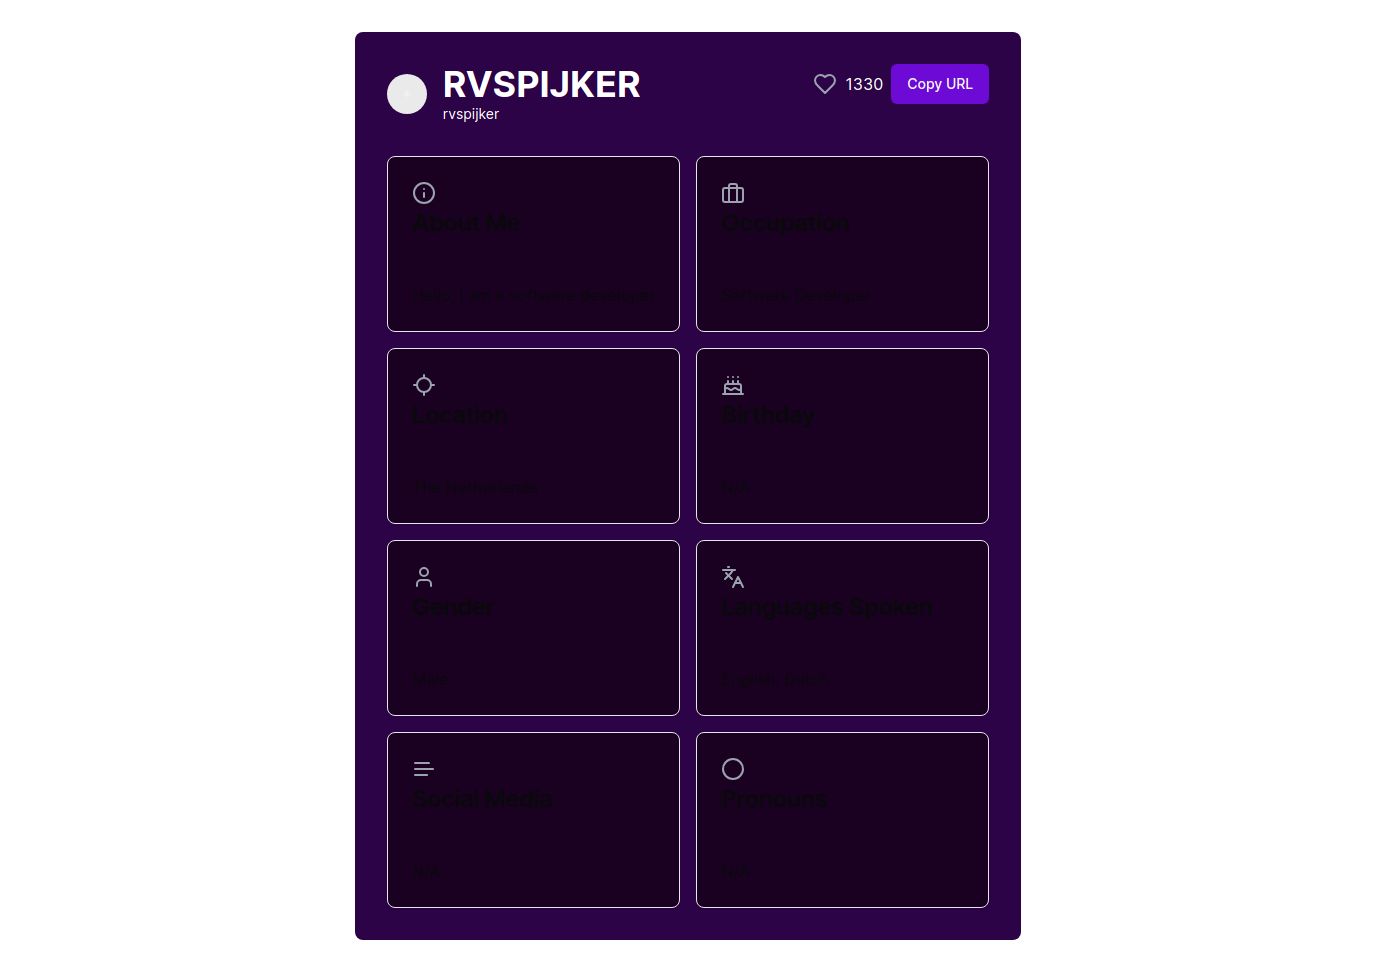 RVSPIJKER
rvspijker
1330
Copy URL
About Me
Hello, I am a software developer
Occupation
Software Developer
Location
The Netherlands
Birthday
N/A
Gender
Male
Languages Spoken
English, Dutch
Social Media
N/A
Pronouns
N/A